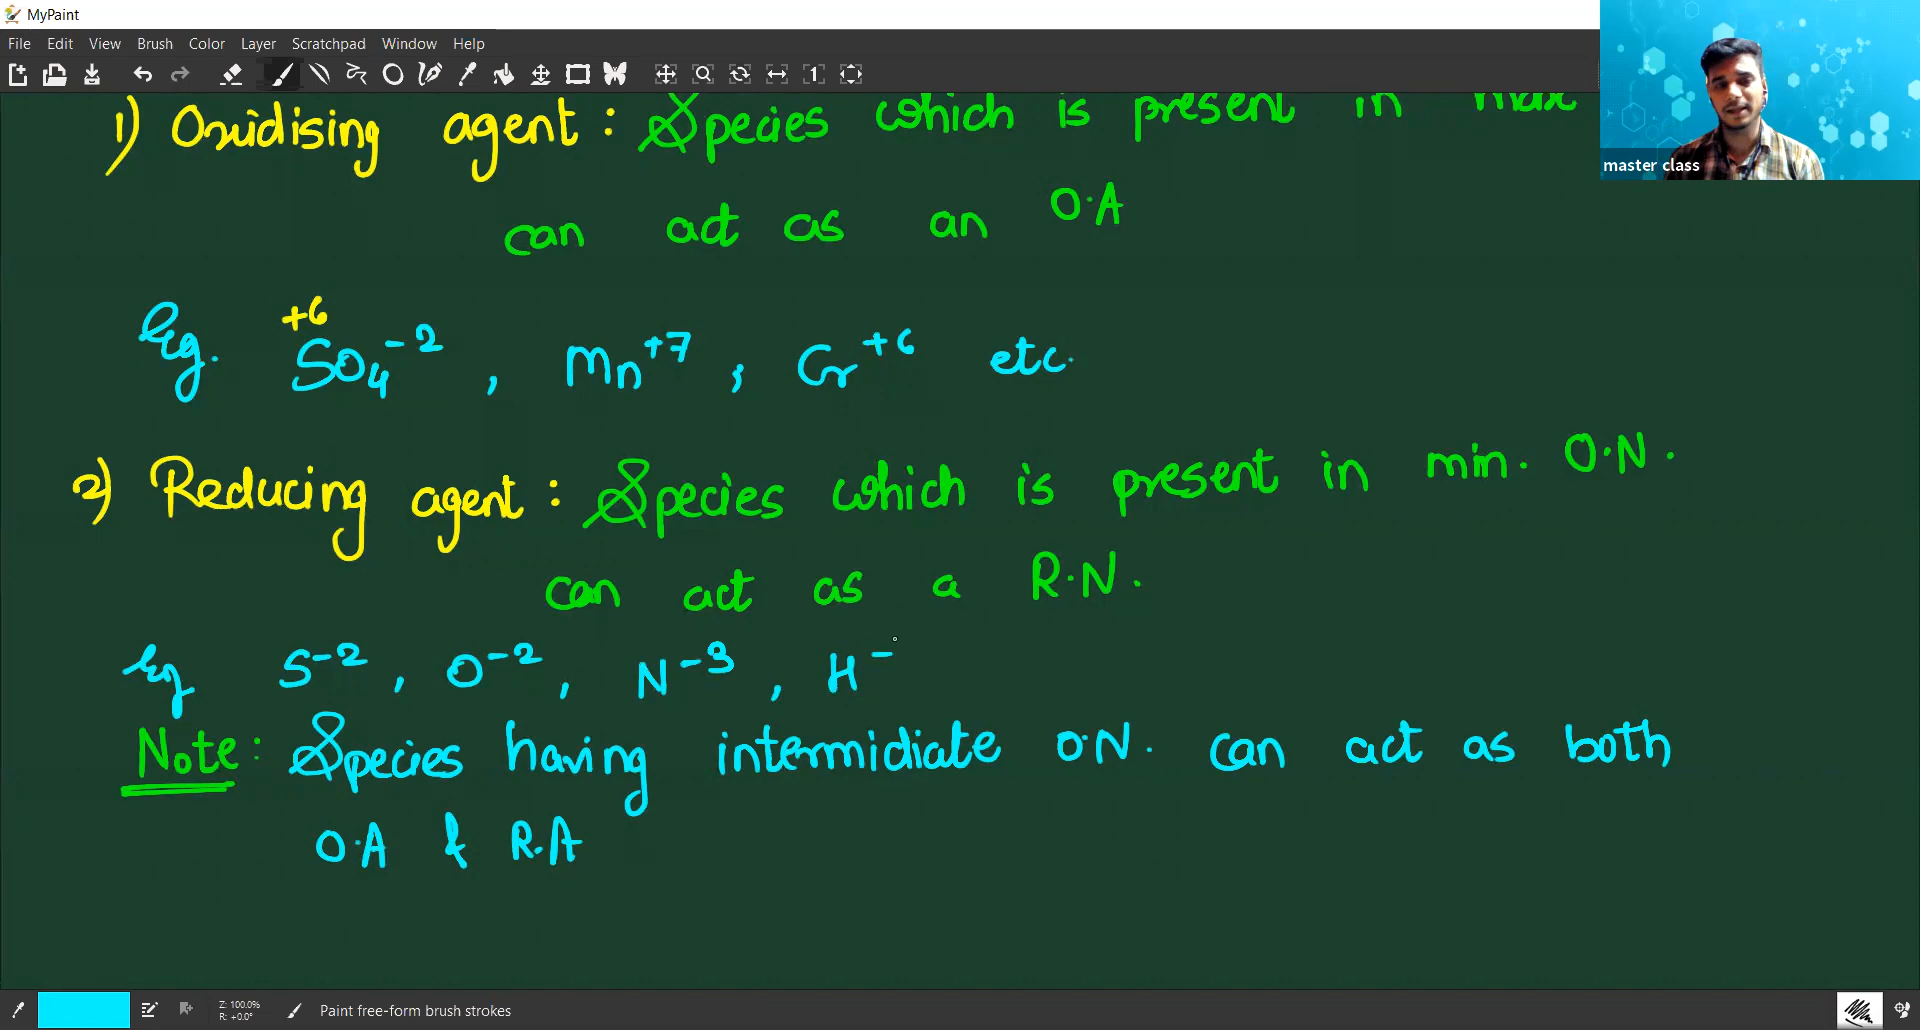 MyPaint
File Edit View Brush Color Layer Scratchpad Window Help
master class
1) Oxidising agent : Species which is present in max
can act as an O.A
Eg. +6
SO4-2 , Mn+7 , Cr+6 etc.
2) Reducing agent : Species which is present in min. O.N.
can act as a R.N.
Eg S-2 , O-2 , N-3 , H-
Note : Species having intermidiate O.N. can act as both
O.A & R.A
Z: 100.0%
R: +0.0°
Paint free-form brush strokes